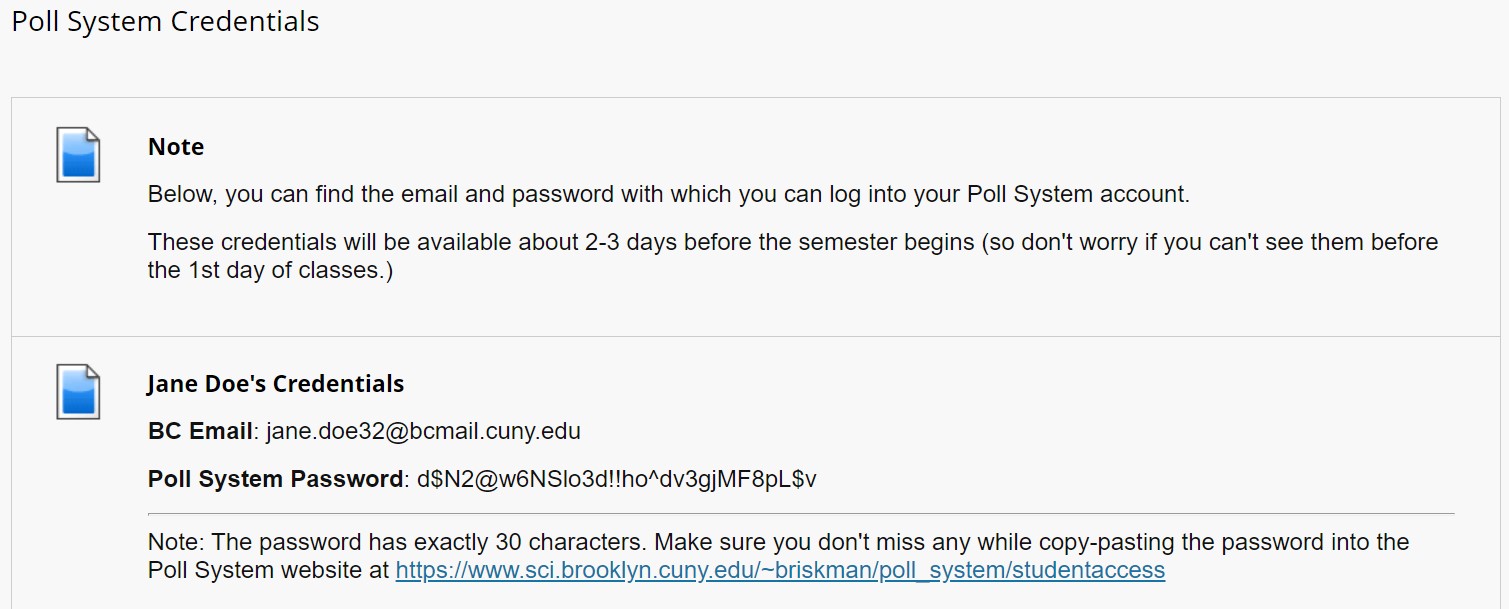 Poll System Credentials
Note
Below, you can find the email and password with which you can log into your Poll System account.
These credentials will be available about 2-3 days before the semester begins (so don't worry if you can't see them before
the 1st day of classes.)
Jane Doe's Credentials
BC Email: jane.doe32@bcmail.cuny.edu
Poll System Password: d$N2@w6NSlo3d!!ho^dv3gjMF8pL$v
Note: The password has exactly 30 characters. Make sure you don't miss any while copy-pasting the password into the
Poll System website at https://www.sci.brooklyn.cuny.edu/~briskman/poll_system/studentaccess